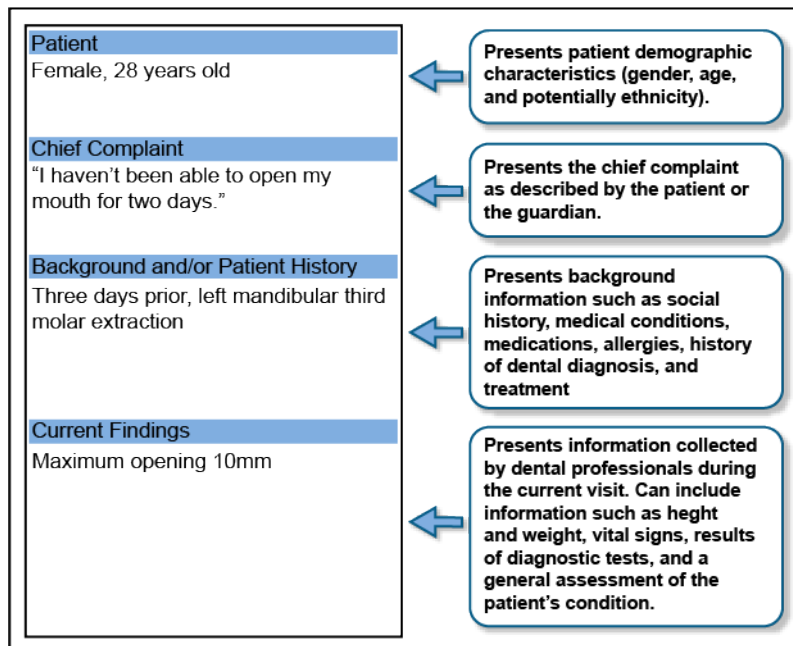 Patient
Female, 28 years old
Presents patient demographic
characteristics (gender, age,
and potentially ethnicity).
Chief Complaint
“I haven’t been able to open my
mouth for two days.”
Presents the chief complaint
as described by the patient or
the guardian.
Background and/or Patient History
Three days prior, left mandibular third
molar extraction
Presents background
information such as social
history, medical conditions,
medications, allergies, history
of dental diagnosis, and
treatment
Current Findings
Maximum opening 10mm
Presents information collected
by dental professionals during
the current visit. Can include
information such as heght
and weight, vital signs, results
of diagnostic tests, and a
general assessment of the
patient’s condition.